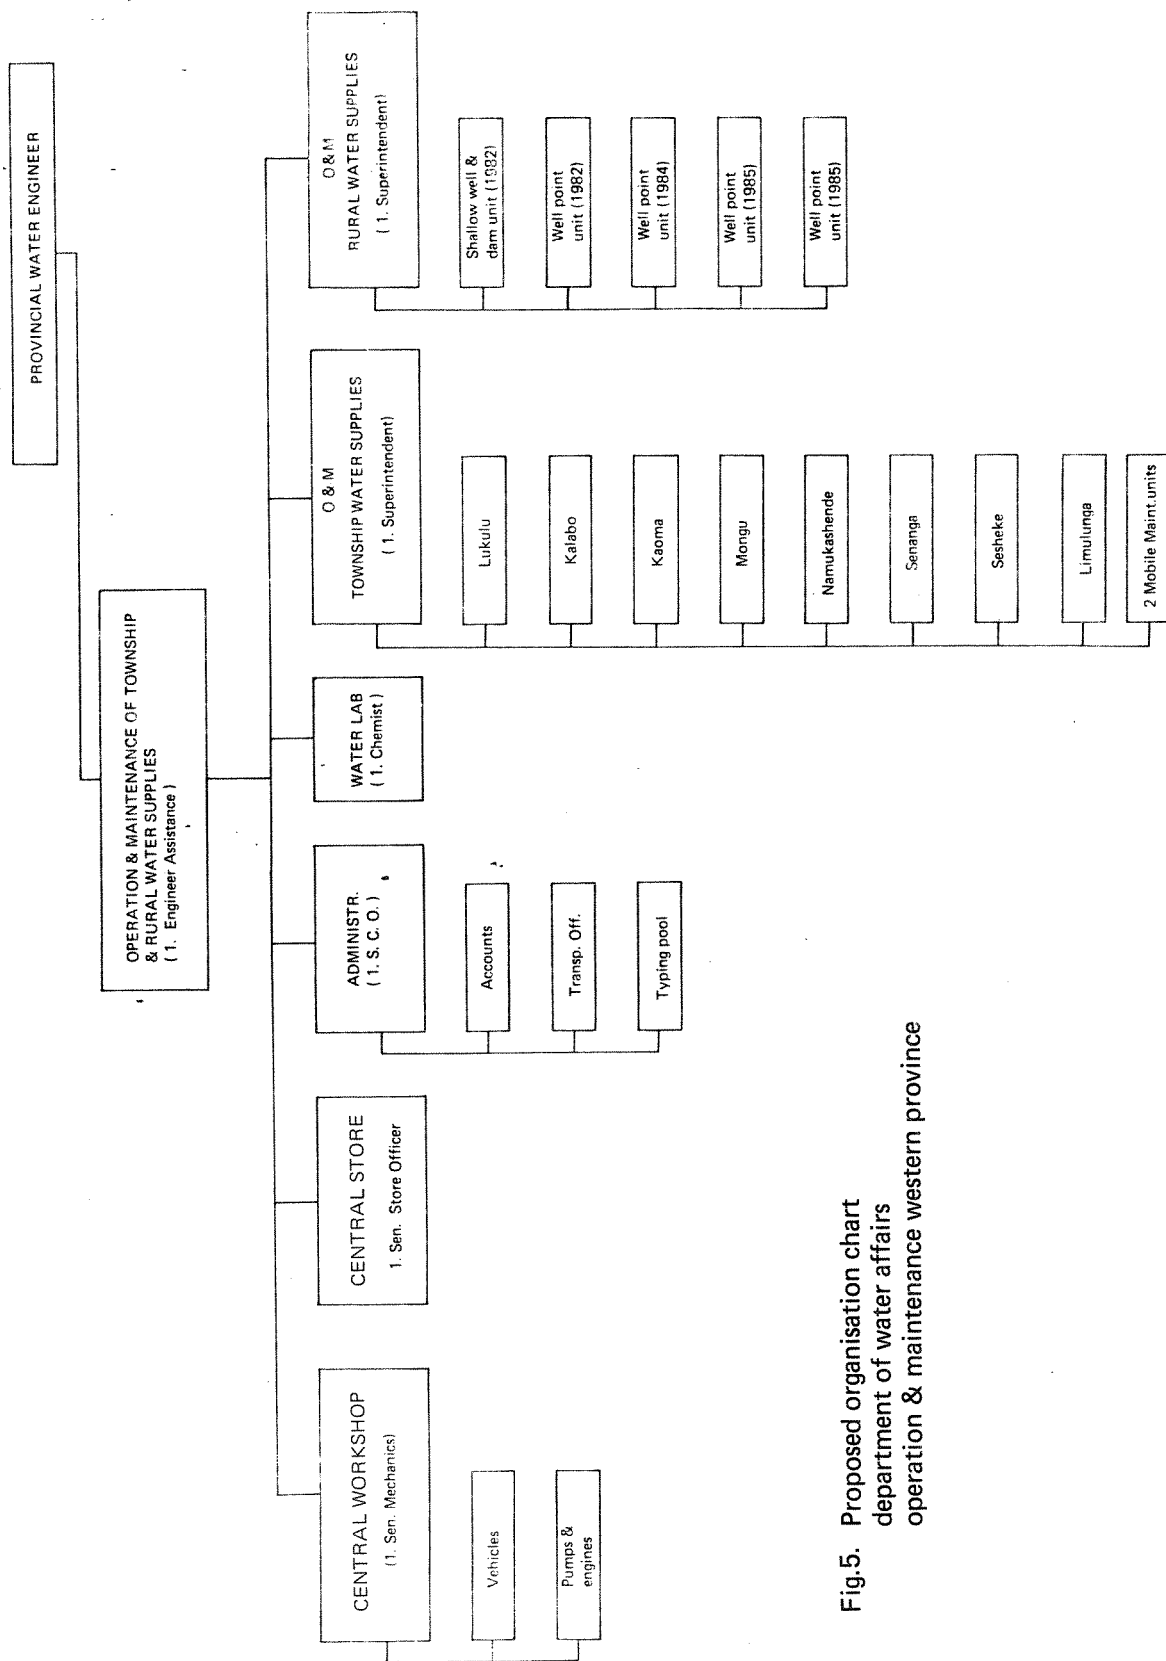 PROVINCIAL WATER ENGINEER
OPERATION & MAINTENANCE OF TOWNSHIP
& RURAL WATER SUPPLIES
( 1. Engineer Assistance )
CENTRAL WORKSHOP
(1. Sen. Mechanics)
Vehicles
Pumps &
engines
CENTRAL STORE
1. Sen. Store Officer
ADMINISTR.
(1. S. C. O. )
Accounts
Transp. Off.
Typing pool
WATER LAB
( 1. Chemist )
O & M
TOWNSHIP WATER SUPPLIES
( 1. Superintendent)
Lukulu
Kalabo
Kaoma
Mongu
Namukashende
Senanga
Sesheke
Limulunga
2 Mobile Maint.units
O&M
RURAL WATER SUPPLIES
( 1. Superintendent)
Shallow well &
dam unit (1982)
Well point
unit (1982)
Well point
unit (1984)
Well point
unit (1985)
Well point
unit (1985)
Fig.5. Proposed organisation chart
department of water affairs
operation & maintenance western province